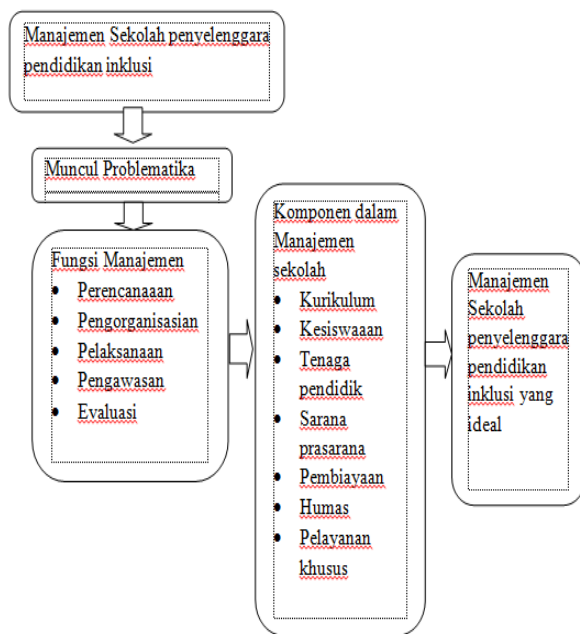 Manajemen Sekolah penyelenggara
pendidikan inklusi
Muncul Problematika
Fungsi Manajemen
• Perencanaaan
• Pengorganisasian
• Pelaksanaan
• Pengawasan
• Evaluasi
Komponen dalam
Manajemen
sekolah
• Kurikulum
• Kesiswaaan
• Tenaga
pendidik
• Sarana
prasarana
• Pembiayaan
• Humas
• Pelayanan
khusus
Manajemen
Sekolah
penyelenggara
pendidikan
inklusi yang
ideal